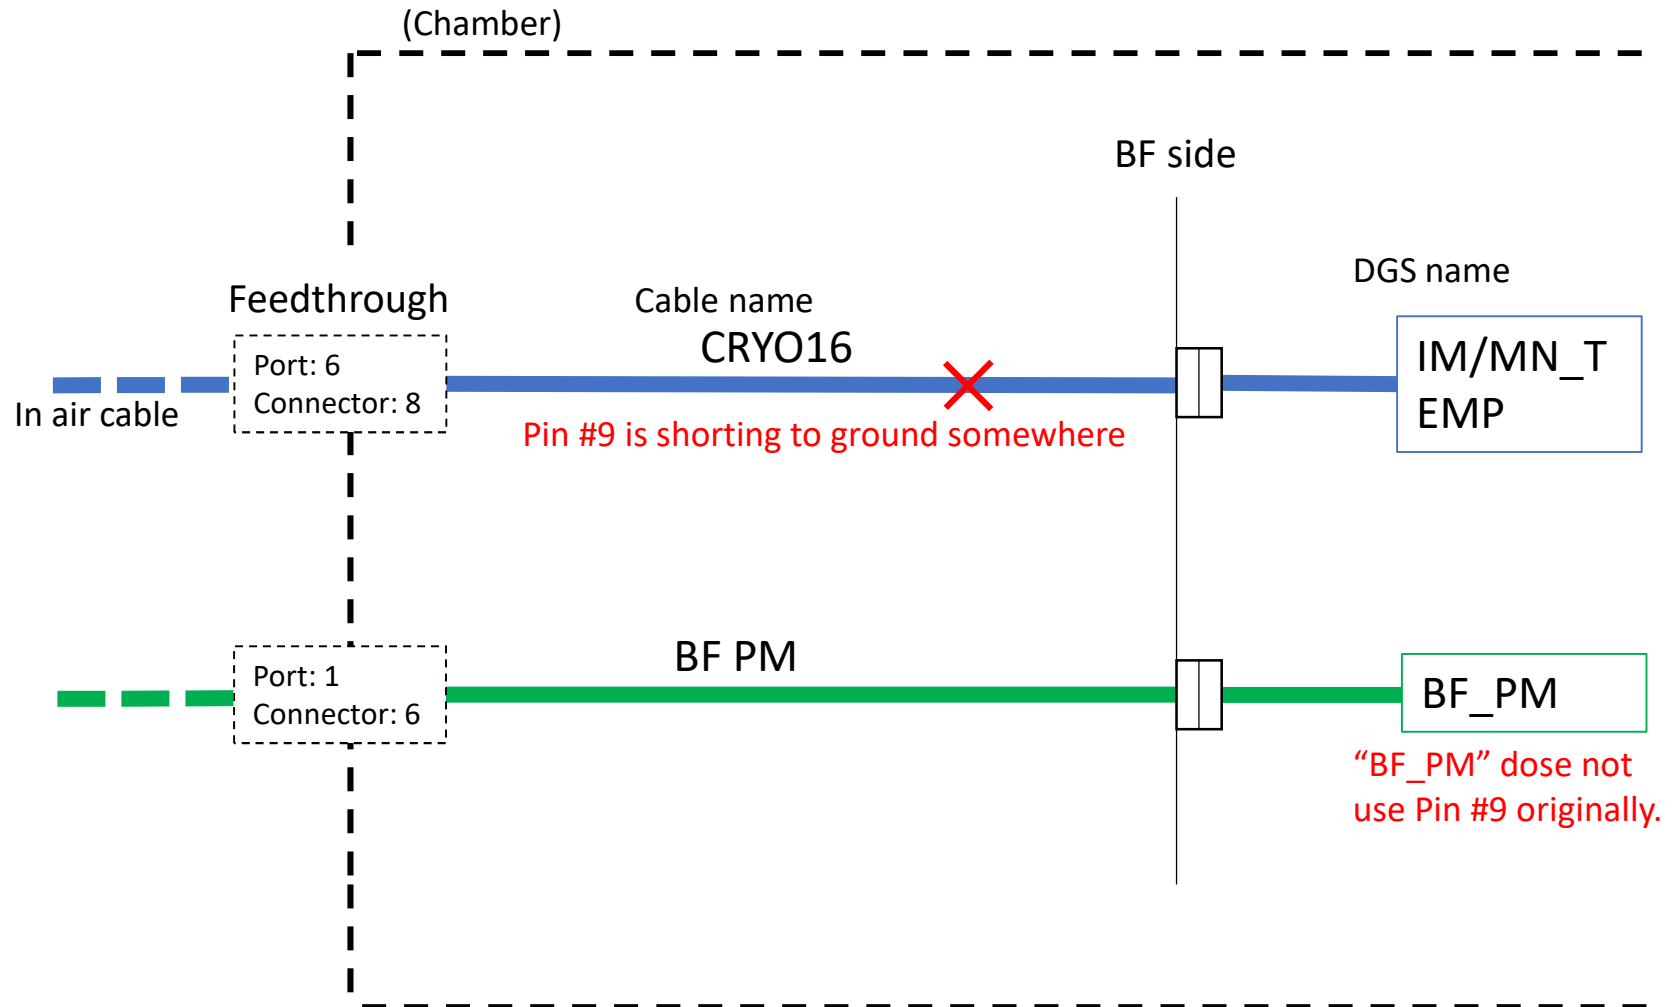 (Chamber)
BF side
DGS name
Feedthrough
Cable name
CRYO16
Port: 6
Connector: 8
IM/MN_T
EMP
In air cable
Pin #9 is shorting to ground somewhere
BF PM
Port: 1
Connector: 6
BF_PM
“BF_PM” dose not
use Pin #9 originally.